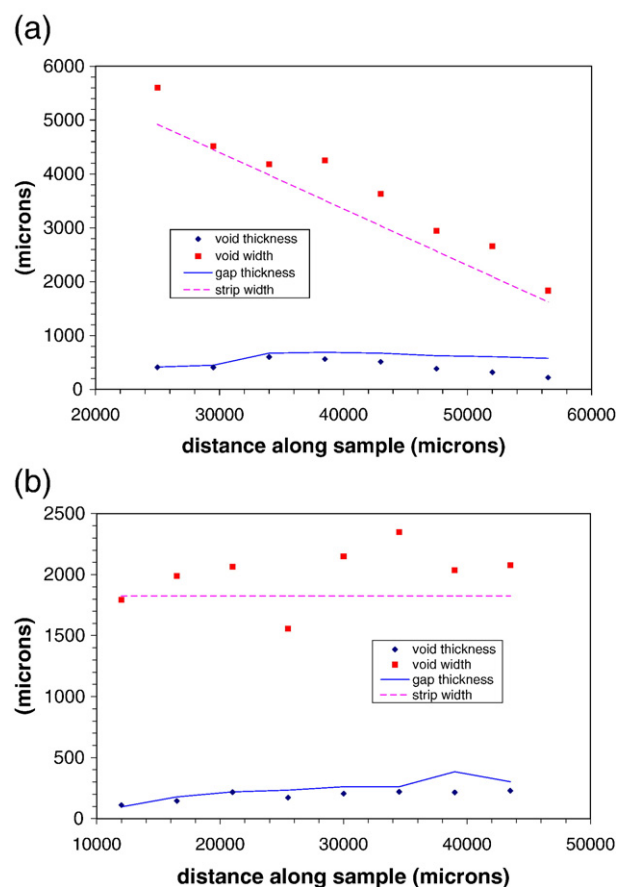 (a)
6000
5000
4000
3000
2000
1000
0
(microns)
void thickness
void width
gap thickness
strip width
20000 30000 40000 50000 60000
distance along sample (microns)
(b)
2500
2000
1500
1000
500
0
(microns)
void thickness
void width
gap thickness
strip width
10000 20000 30000 40000 50000
distance along sample (microns)